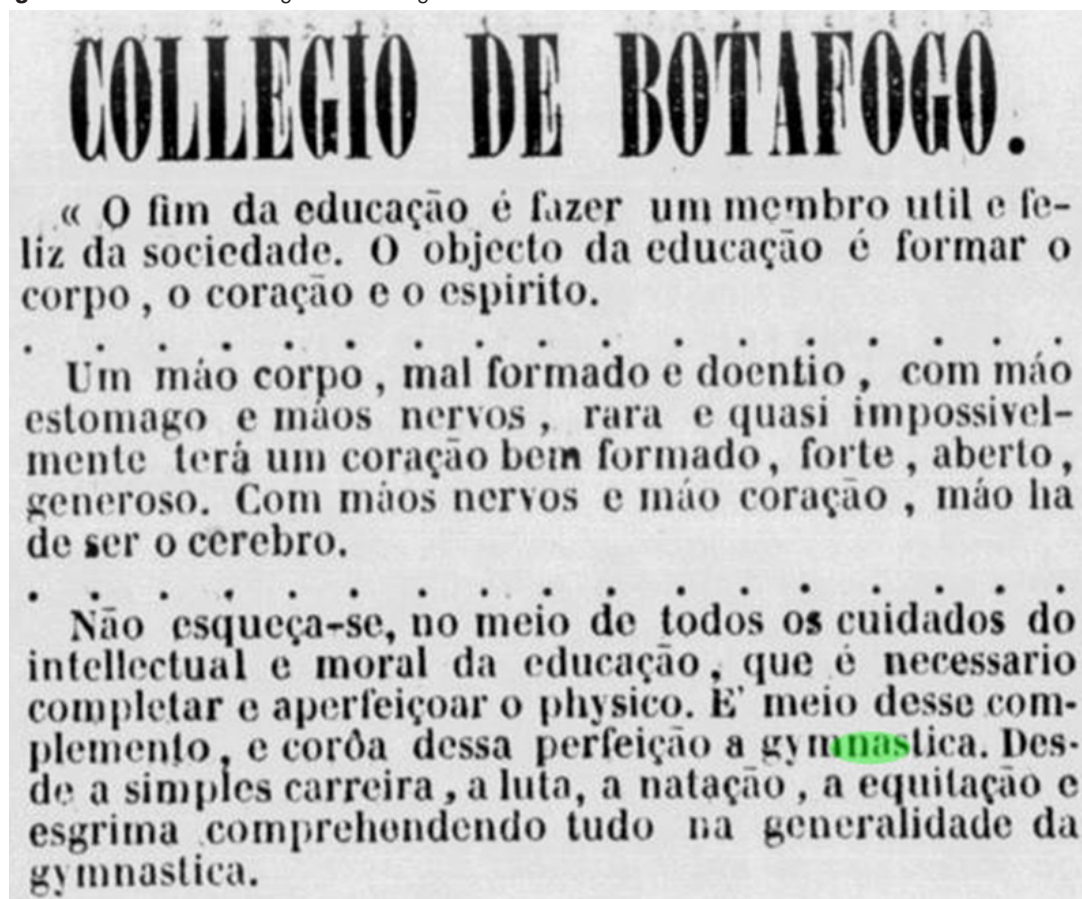 COLLEGIO DE BOTAFOGO.
« O fim da educação é fazer um membro util e fe-
liz da sociedade. O objecto da educação é formar o
corpo, o coração e o espirito.
. . . . . . . . . . . . . . . . .
Um máo corpo, mal formado e doentio, com máo
estomago e máos nervos, rara e quasi impossivel-
mente terá um coração bem formado, forte, aberto,
generoso. Com máos nervos e máo coração, máo ha
de ser o cerebro.
. . . . . . . . . . . . . . . . .
Não esqueça-se, no meio de todos os cuidados do
intellectual e moral da educação, que é necessario
completar e aperfeiçoar o physico. E' meio desse com-
plemento, e corôa dessa perfeição a gymnastica. Des-
de a simples carreira, a luta, a natação, a equitação e
esgrima comprehendendo tudo na generalidade da
gymnastica.